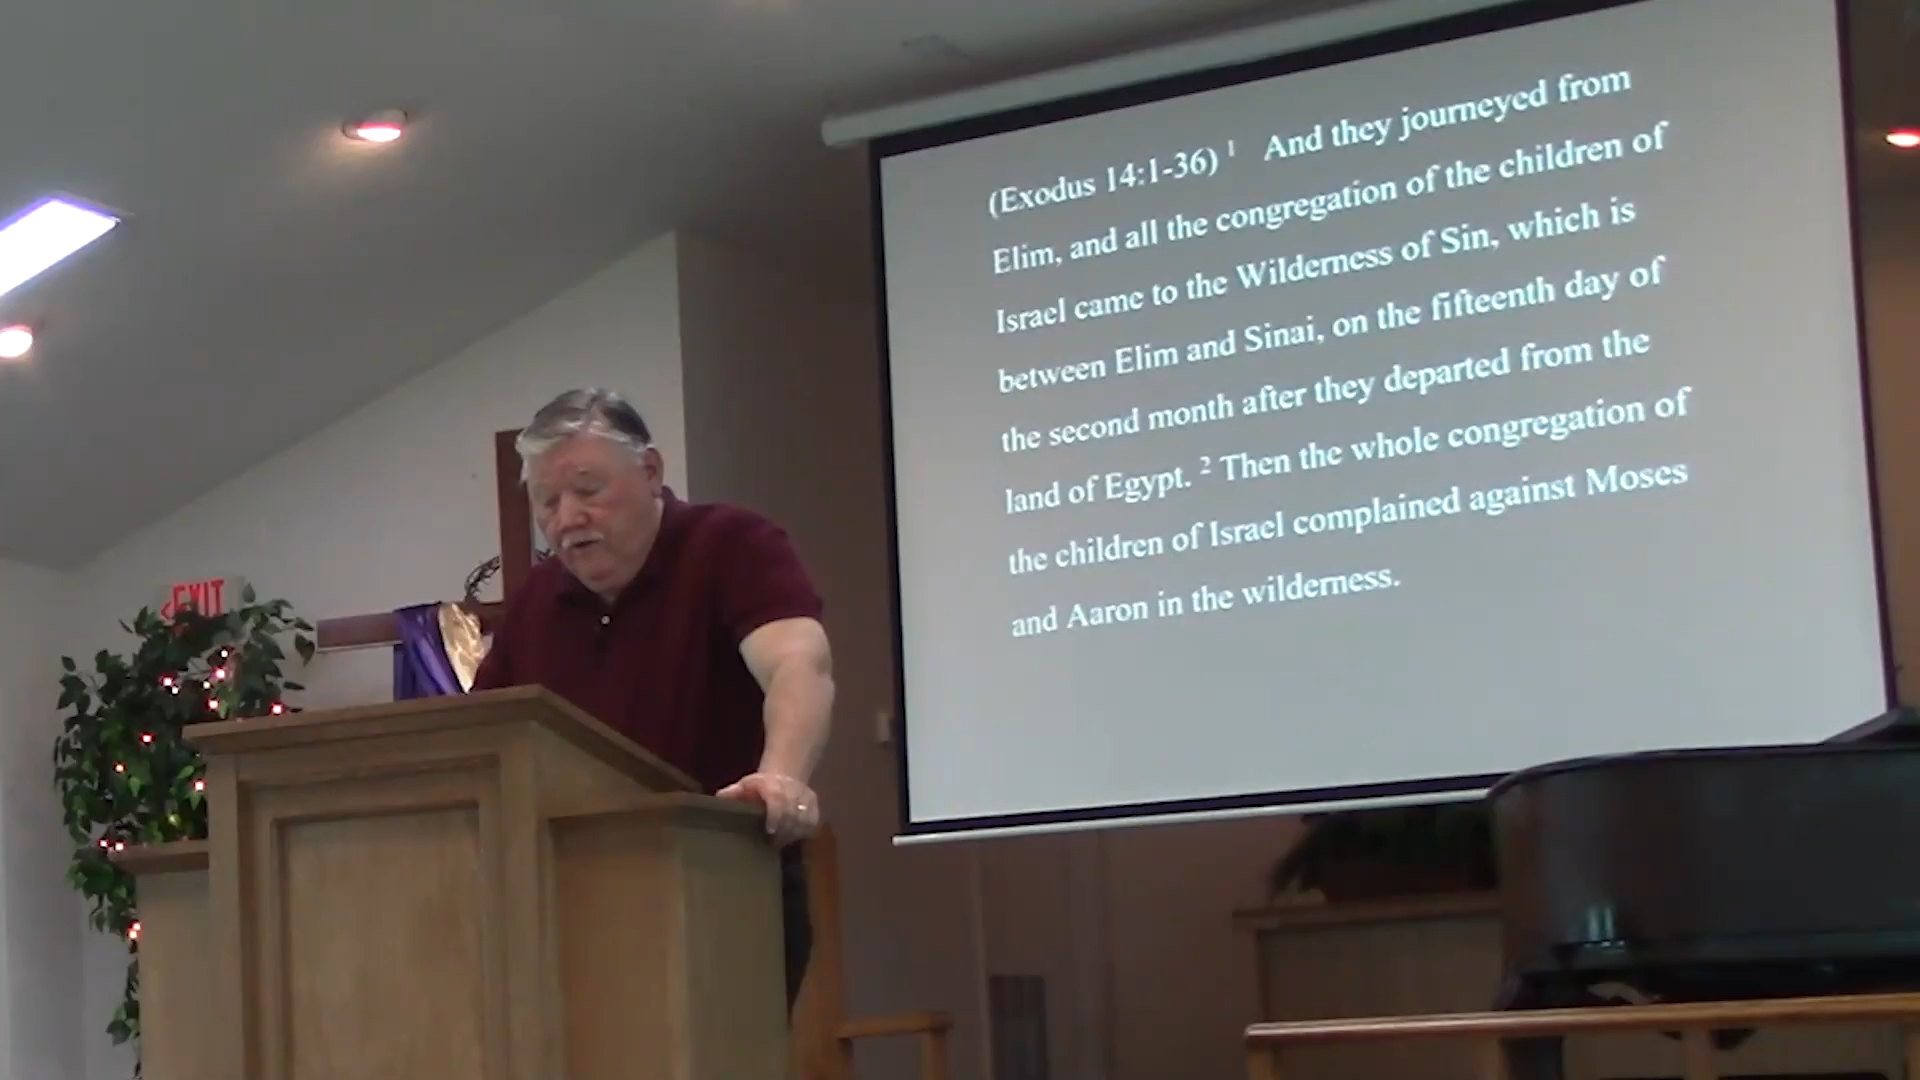 EXIT
(Exodus 14:1-36) 1 And they journeyed from
Elim, and all the congregation of the children of
Israel came to the Wilderness of Sin, which is
between Elim and Sinai, on the fifteenth day of
the second month after they departed from the
land of Egypt. 2 Then the whole congregation of
the children of Israel complained against Moses
and Aaron in the wilderness.